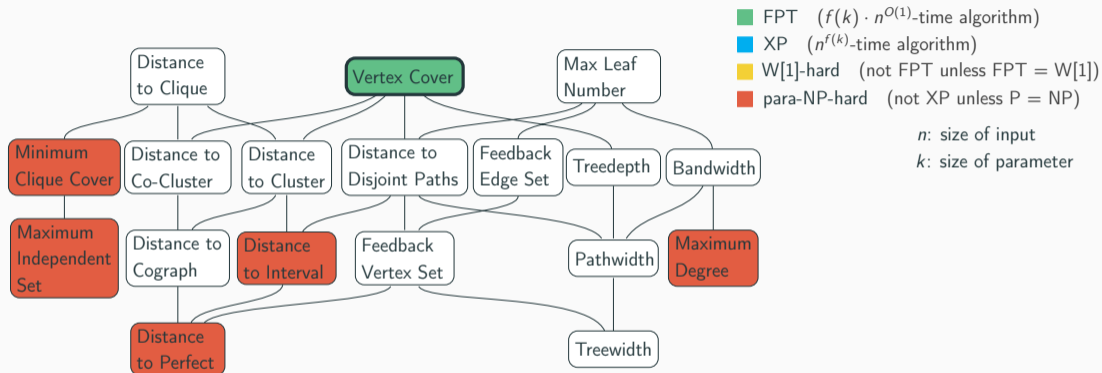 FPT (f(k) · n^{O(1)}-time algorithm)
XP (n^{f(k)}-time algorithm)
W[1]-hard (not FPT unless FPT = W[1])
para-NP-hard (not XP unless P = NP)
n: size of input
k: size of parameter
Distance
to Clique
Vertex Cover
Max Leaf
Number
Minimum
Clique Cover
Distance to
Co-Cluster
Distance
to Cluster
Distance to
Disjoint Paths
Feedback
Edge Set
Treedepth
Bandwidth
Maximum
Independent
Set
Distance to
Cograph
Distance
to Interval
Feedback
Vertex Set
Pathwidth
Maximum
Degree
Distance
to Perfect
Treewidth